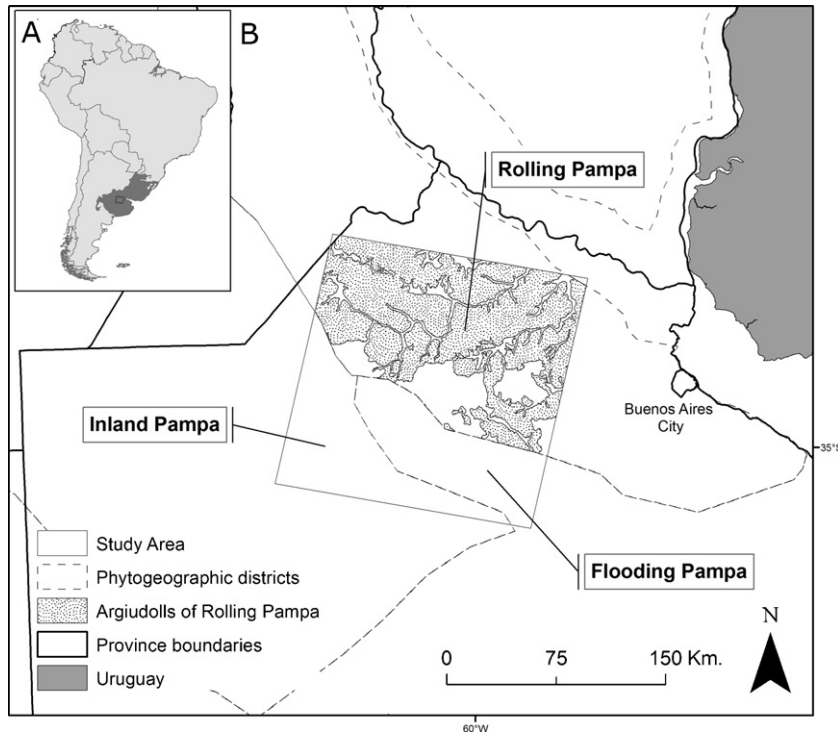 A
B
Rolling Pampa
Inland Pampa
Buenos Aires
City
35°S
Flooding Pampa
Study Area
Phytogeographic districts
Argiudolls of Rolling Pampa
Province boundaries
Uruguay
0 75 150 Km.
N
60°W